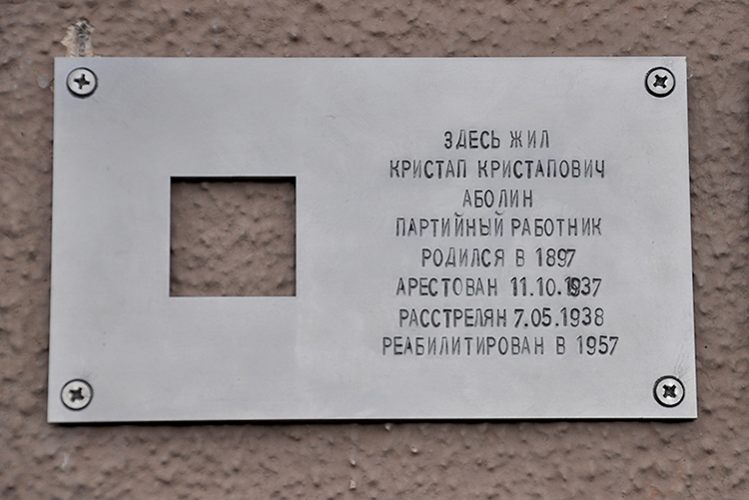 ЗДЕСЬ ЖИЛ
КРИСТАП КРИСТАПОВИЧ
АБОЛИН
ПАРТИЙНЫЙ РАБОТНИК
РОДИЛСЯ В 1897
АРЕСТОВАН 11.10.1937
РАССТРЕЛЯН 7.05.1938
РЕАБИЛИТИРОВАН В 1957